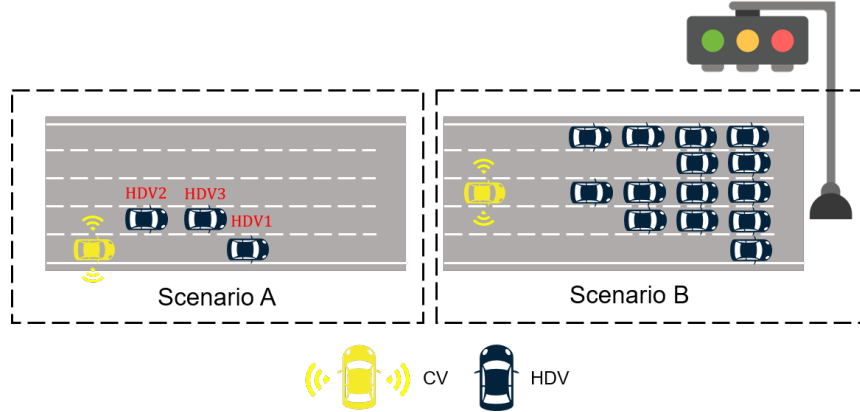 HDV2 HDV3
HDV1
Scenario A
Scenario B
CV
HDV